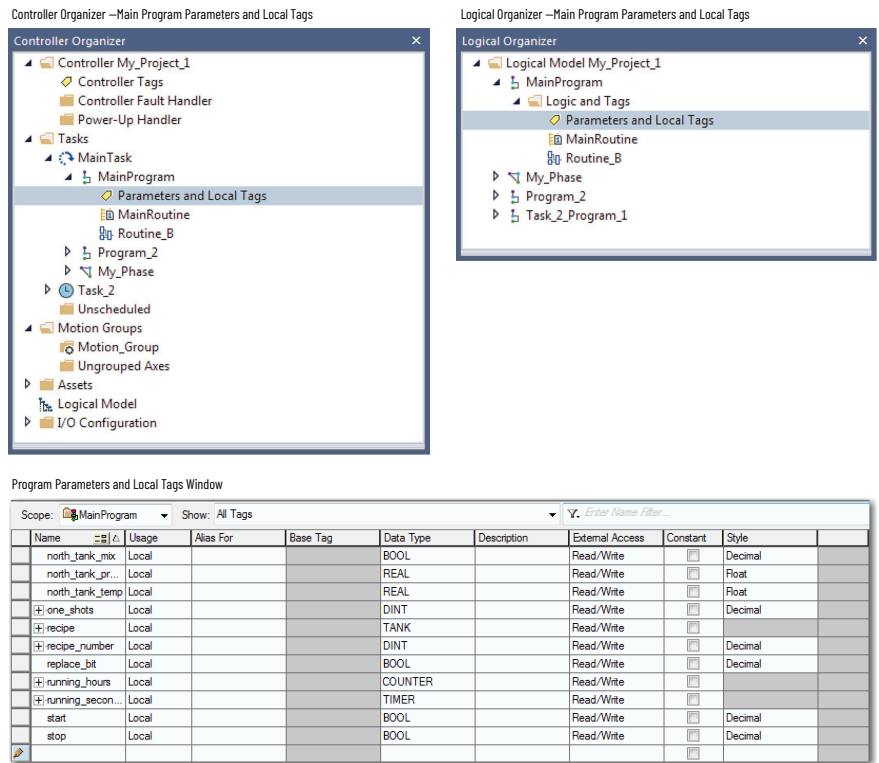 Controller Organizer —Main Program Parameters and Local Tags
Controller Organizer
Controller My_Project_1
Controller Tags
Controller Fault Handler
Power-Up Handler
Tasks
MainTask
MainProgram
Parameters and Local Tags
MainRoutine
Routine_B
Program_2
My_Phase
Task_2
Unscheduled
Motion Groups
Motion_Group
Ungrouped Axes
Assets
Logical Model
I/O Configuration
Logical Organizer —Main Program Parameters and Local Tags
Logical Organizer
Logical Model My_Project_1
MainProgram
Logic and Tags
Parameters and Local Tags
MainRoutine
Routine_B
My_Phase
Program_2
Task_2_Program_1
Program Parameters and Local Tags Window
Scope: MainProgram Show: All Tags Enter Name Filter...
Name Usage Alias For Base Tag Data Type Description External Access Constant Style
north_tank_mix Local BOOL Read/Write Decimal
north_tank_pr... Local REAL Read/Write Float
north_tank_temp Local REAL Read/Write Float
one_shots Local DINT Read/Write Decimal
recipe Local TANK Read/Write
recipe_number Local DINT Read/Write Decimal
replace_bit Local BOOL Read/Write Decimal
running_hours Local COUNTER Read/Write
running_secon... Local TIMER Read/Write
start Local BOOL Read/Write Decimal
stop Local BOOL Read/Write Decimal